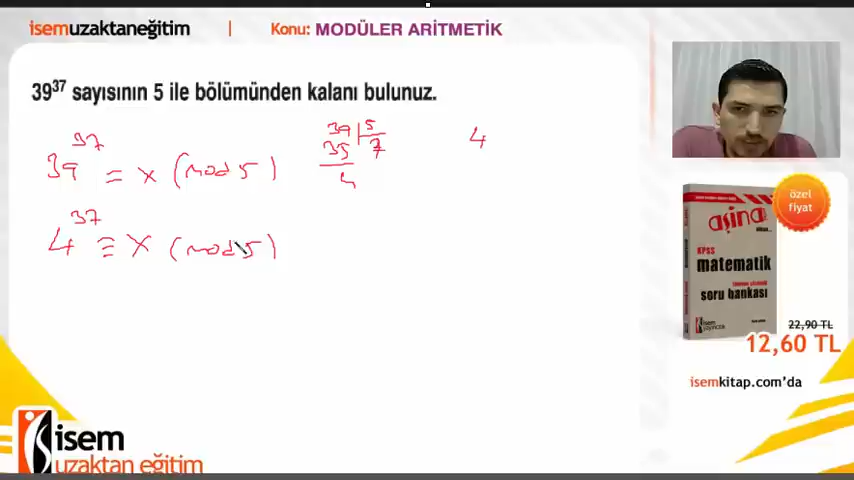 isemuzaktaneğitim | Konu: MODÜLER ARİTMETİK
39³⁷ sayısının 5 ile bölümünden kalanı bulunuz.
39³⁷ ≡ x (mod 5)
39 | 5
35 7
4
4
4³⁷ ≡ x (mod 5)
özel
fiyat
aşina
KPSS
matematik
soru bankası
isem
22,90 TL
12,60 TL
isemkitap.com'da
isem
uzaktan eğitim